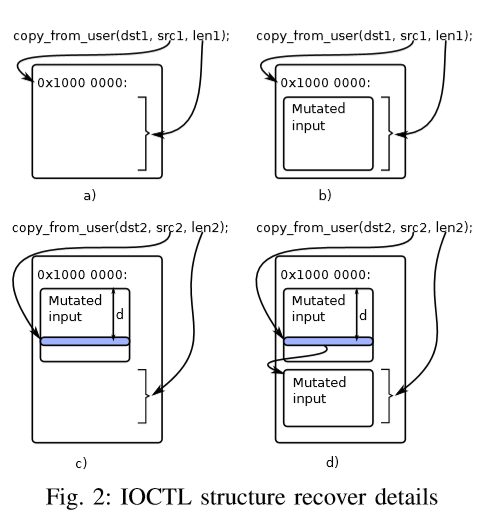 copy_from_user(dst1, src1, len1);
0x1000 0000:
a)
copy_from_user(dst1, src1, len1);
0x1000 0000:
Mutated
input
b)
copy_from_user(dst2, src2, len2);
0x1000 0000:
Mutated
input
d
c)
copy_from_user(dst2, src2, len2);
0x1000 0000:
Mutated
input
d
Mutated
input
d)
Fig. 2: IOCTL structure recover details